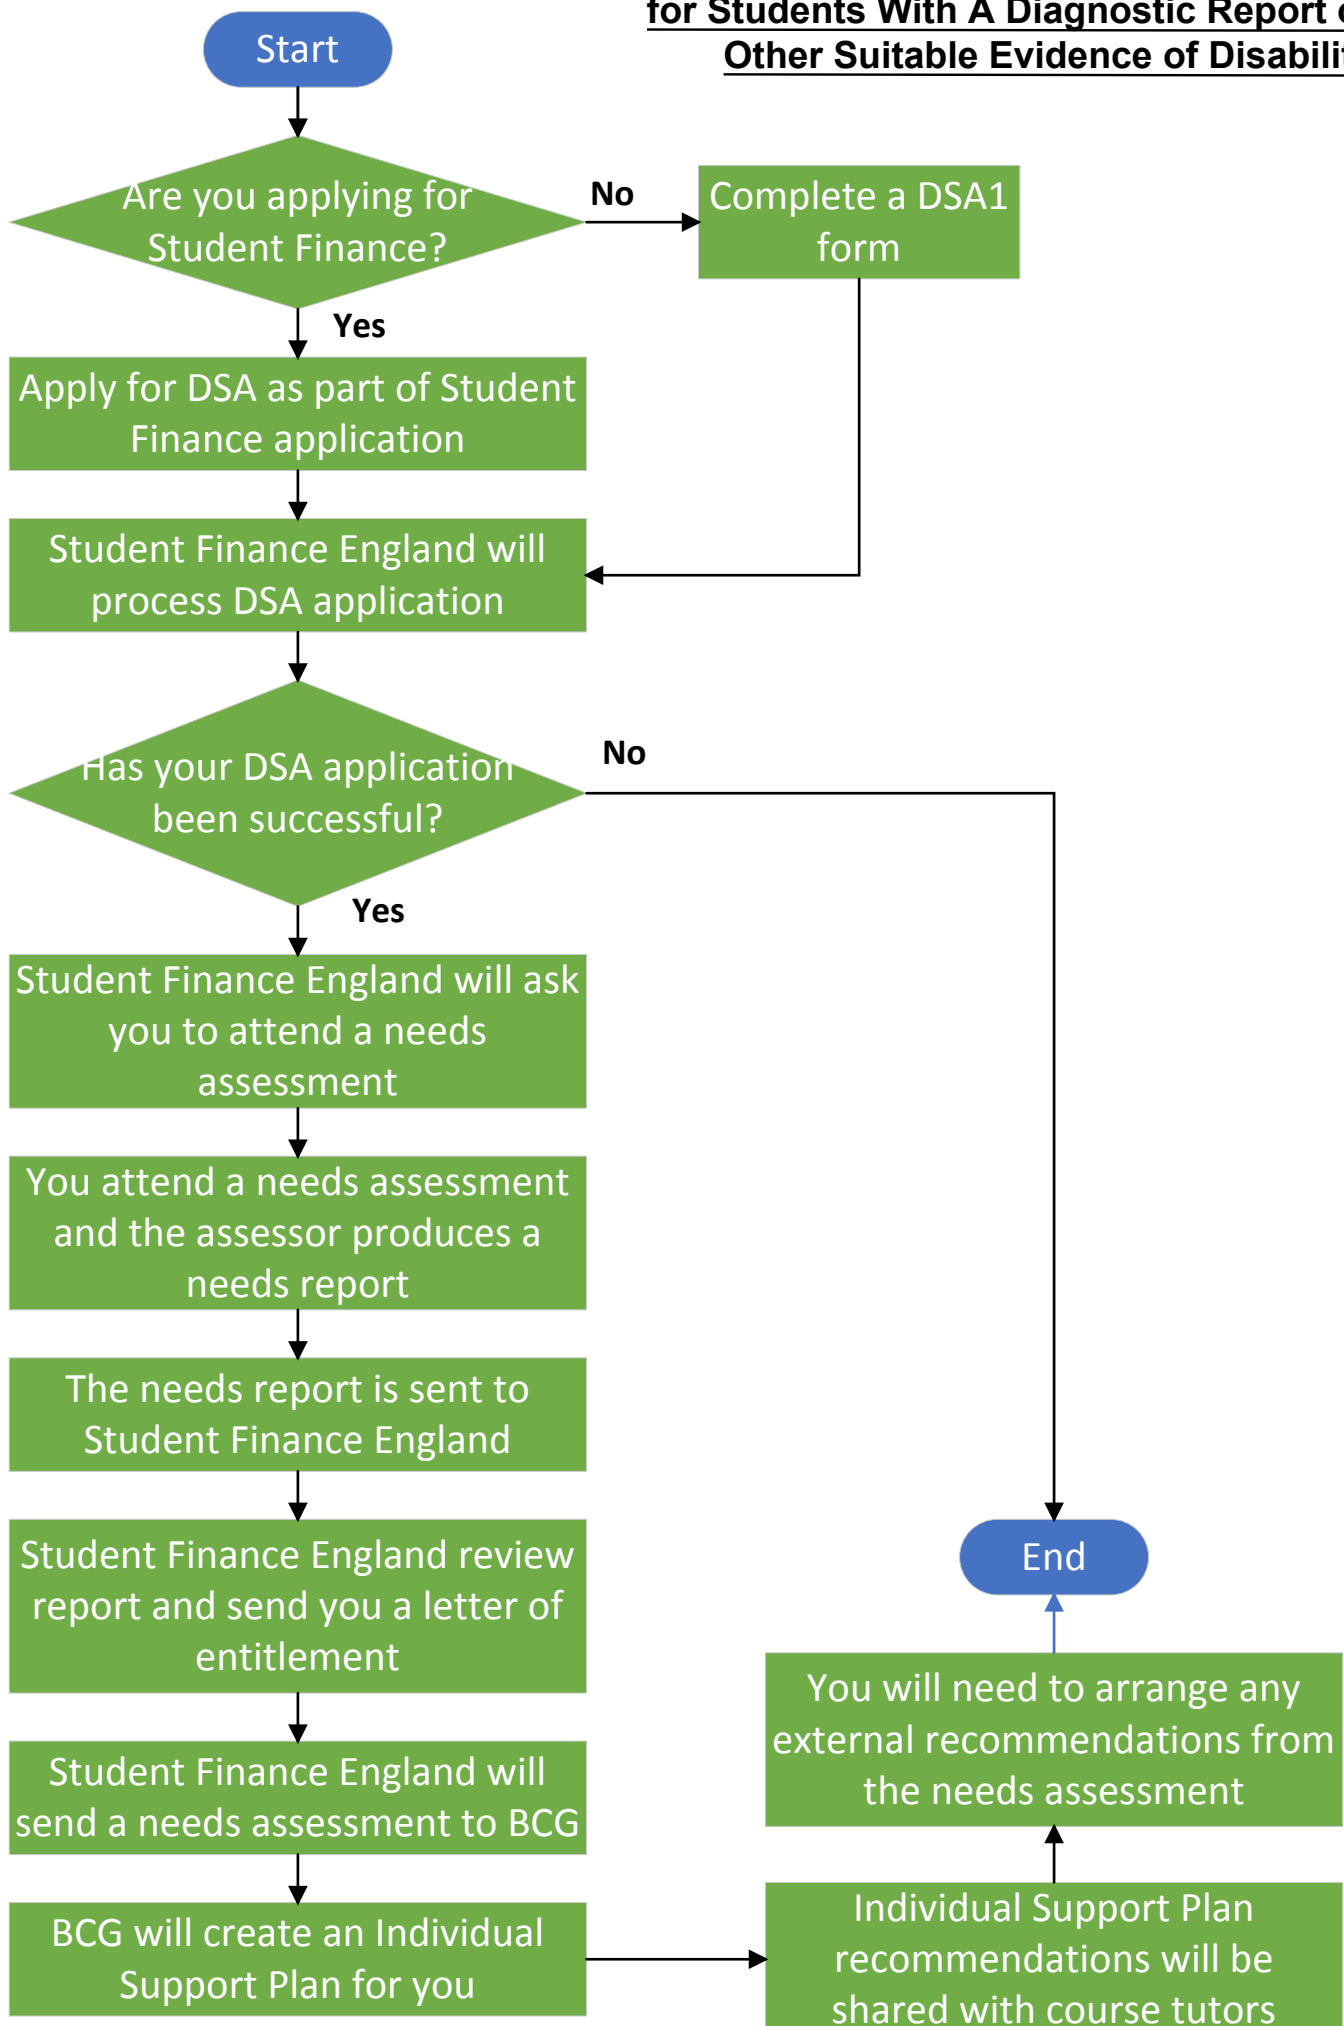 for Students With A Diagnostic Report
Other Suitable Evidence of
Start
Are you applying for
Student Finance?
No
Complete a DSA1
form
Yes
Apply for DSA as part of Student
Finance application
Student Finance England will
process DSA application
Has your DSA application
been successful?
No
Yes
Student Finance England will ask
you to attend a needs
assessment
You attend a needs assessment
and the assessor produces a
needs report
The needs report is sent to
Student Finance England
Student Finance England review
report and send you a letter of
entitlement
Student Finance England will
send a needs assessment to BCG
BCG will create an Individual
Support Plan for you
Individual Support Plan
recommendations will be
shared with course tutors
You will need to arrange any
external recommendations from
the needs assessment
End